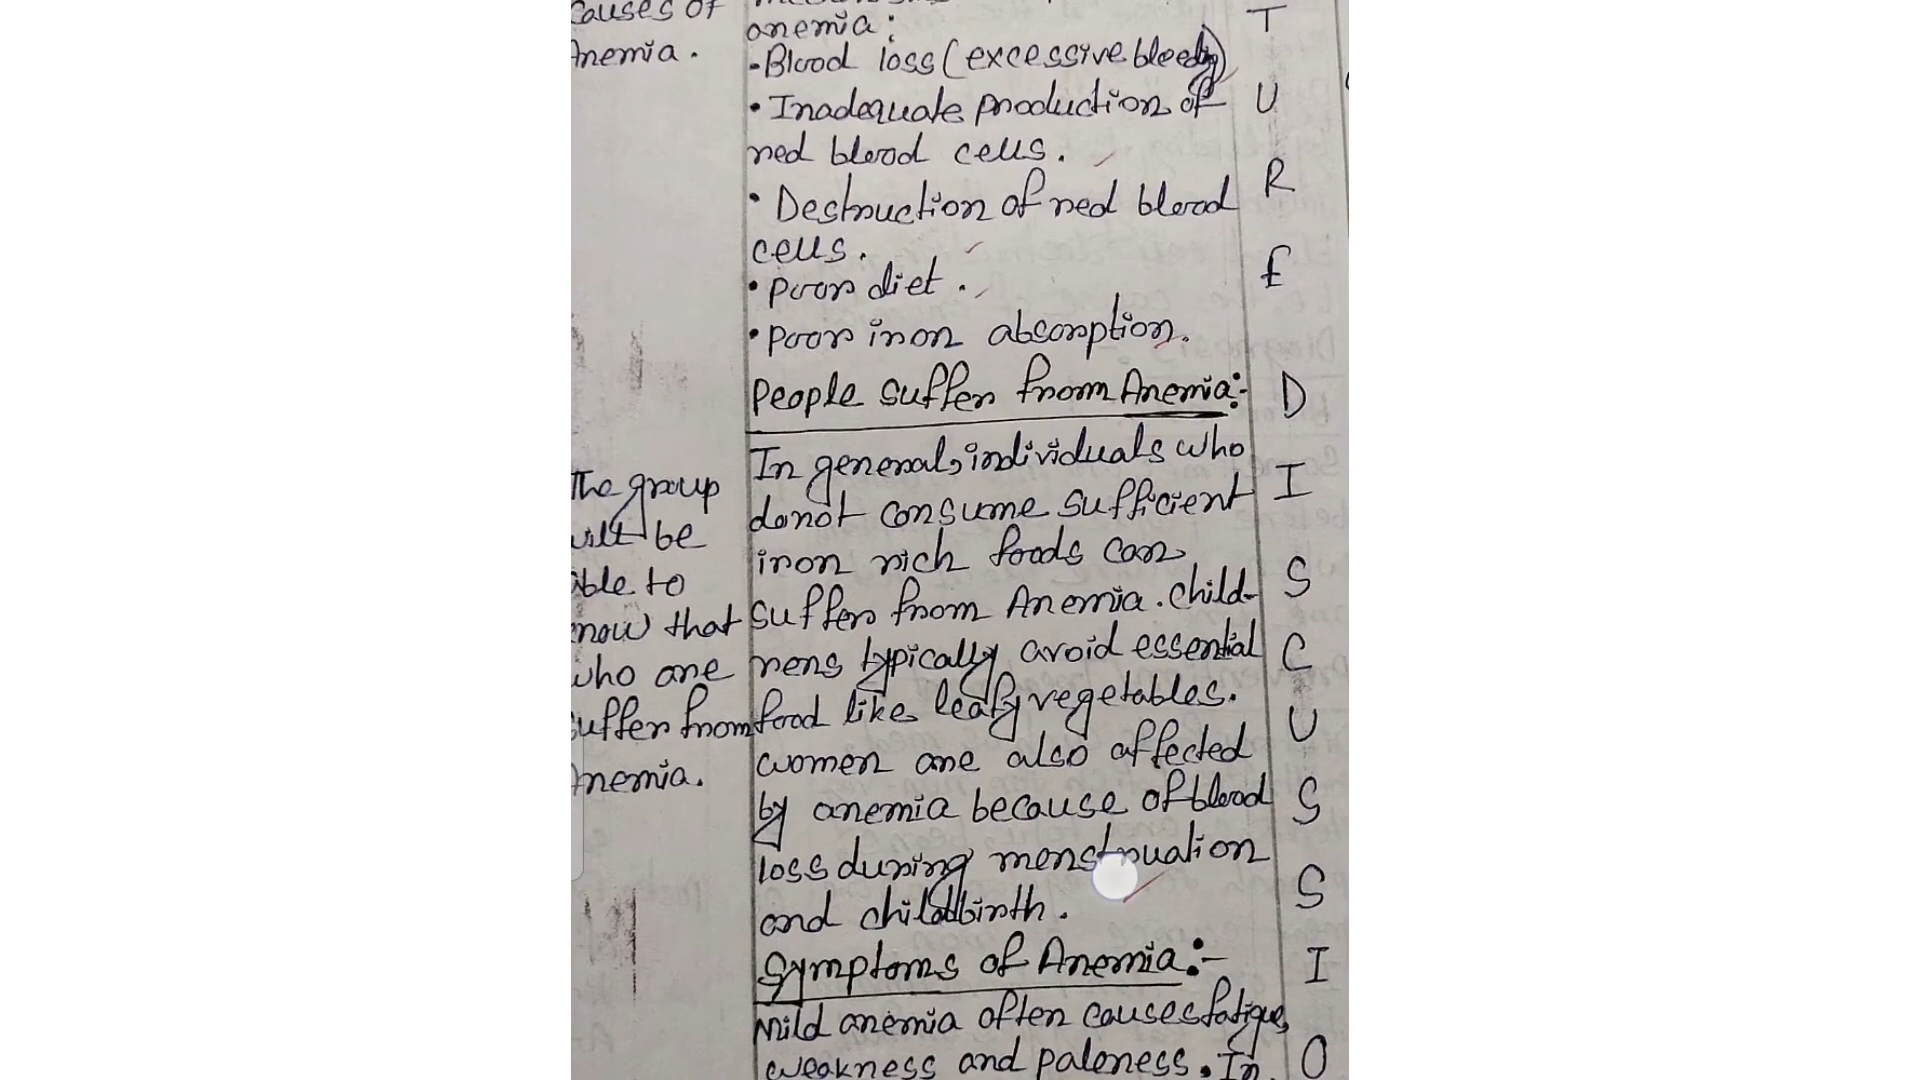 causes of
Anemia.
The group
will be
able to
know that
who are
suffer from
Anemia.
anemia:
• Blood loss (excessive bleeding)
• Inadequate production of
red blood cells.
• Destruction of red blood
cells.
• poor diet.
• poor iron absorption.
People suffer from Anemia:-
In general, individuals who
donot consume sufficient
iron rich foods can
suffer from Anemia. child-
rens typically avoid essential
food like leafy vegetables.
women are also affected
by anemia because of blood
loss during menstruation
and childbirth.
Symptoms of Anemia:-
Mild anemia often causes fatigue,
weakness and paleness. In
T
U
R
E
D
I
S
C
U
S
S
I
O